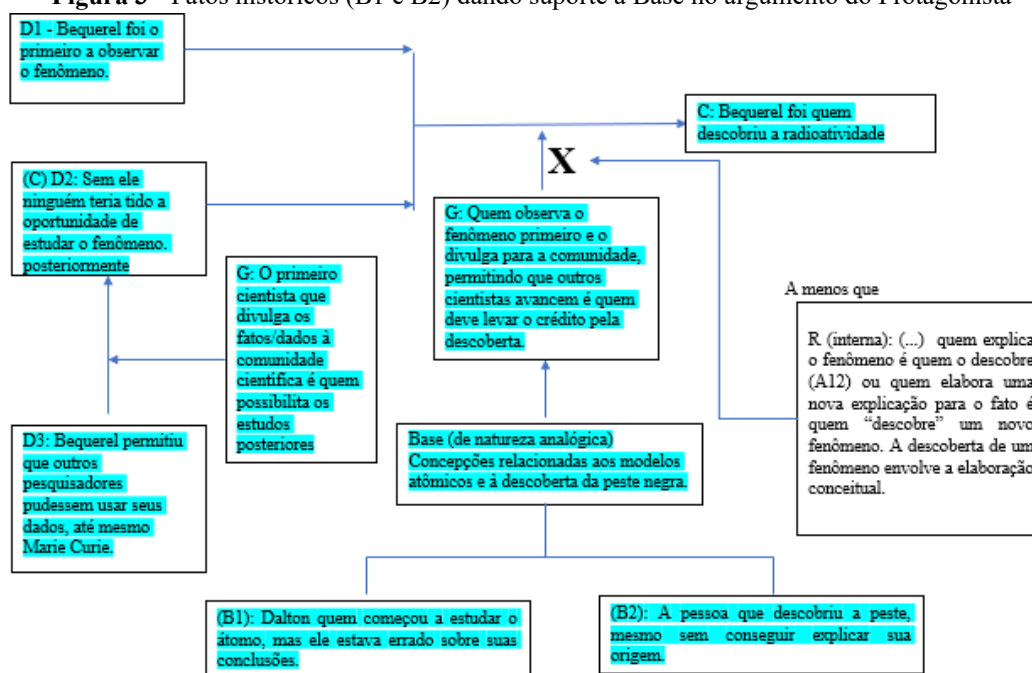 Figura 5 - Fatos históricos (B1 e B2) dando suporte à Base no argumento do Protagonista
D1 - Bequerel foi o
primeiro a observar
o fenômeno.
C: Bequerel foi quem
descobriu a radioatividade
X
(C) D2: Sem ele
ninguém teria tido a
oportunidade de
estudar o fenômeno.
posteriormente
G: Quem observa o
fenômeno primeiro e o
divulga para a comunidade,
permitindo que outros
cientistas avancem é quem
deve levar o crédito pela
descoberta.
G: O primeiro
cientista que
divulga os
fatos/dados à
comunidade
científica é quem
possibilita os
estudos
posteriores
A menos que
R (interna): (...) quem explica
o fenômeno é quem o descobre
(A12) ou quem elabora uma
nova explicação para o fato é
quem “descobre” um novo
fenômeno. A descoberta de um
fenômeno envolve a elaboração
conceitual.
D3: Bequerel permitiu
que outros
pesquisadores
pudessem usar seus
dados, até mesmo
Marie Curie.
Base (de natureza analógica)
Concepções relacionadas aos modelos
atômicos e à descoberta da peste negra.
(B1): Dalton quem começou a estudar o
átomo, mas ele estava errado sobre suas
conclusões.
(B2): A pessoa que descobriu a peste,
mesmo sem conseguir explicar sua
origem.